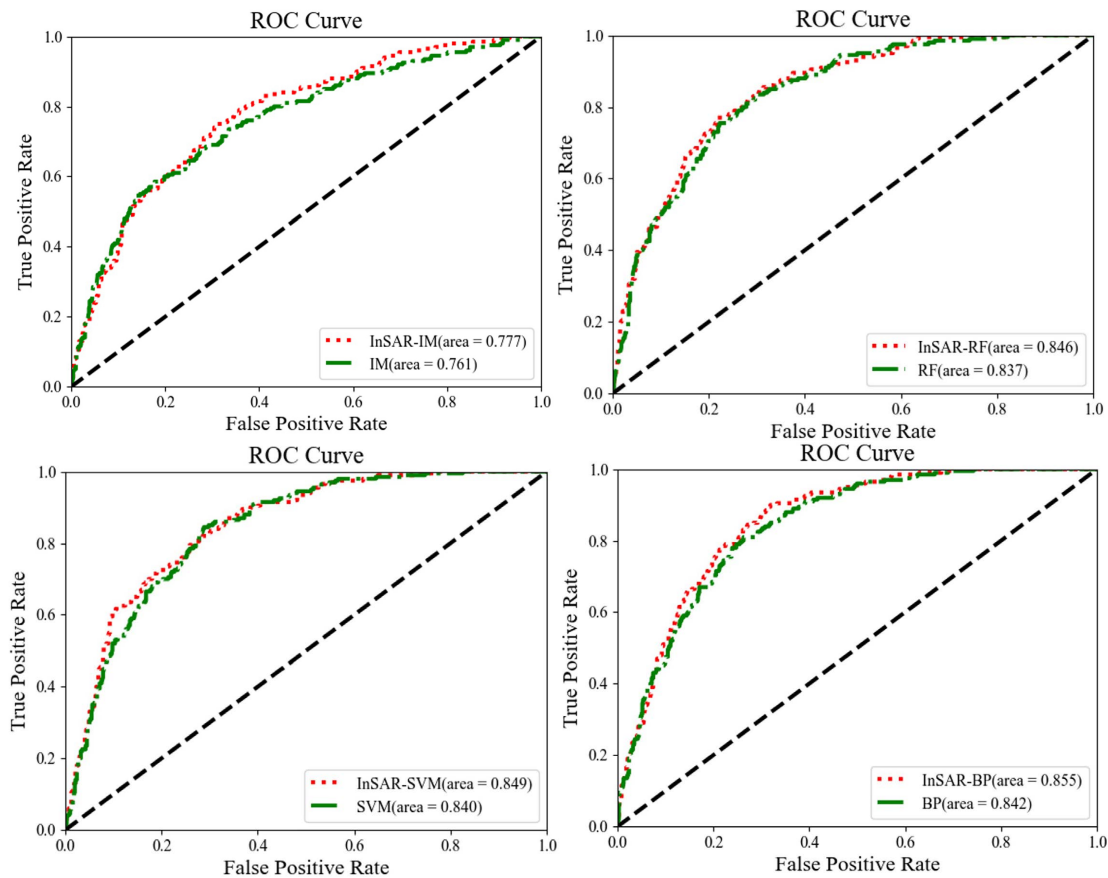 ROC Curve
1.0
0.8
0.6
0.4
0.2
0.0
True Positive Rate
InSAR-IM(area = 0.777)
IM(area = 0.761)
0.0 0.2 0.4 0.6 0.8 1.0
False Positive Rate
ROC Curve
1.0
0.8
0.6
0.4
0.2
0.0
True Positive Rate
InSAR-RF(area = 0.846)
RF(area = 0.837)
0.0 0.2 0.4 0.6 0.8 1.0
False Positive Rate
ROC Curve
1.0
0.8
0.6
0.4
0.2
0.0
True Positive Rate
InSAR-SVM(area = 0.849)
SVM(area = 0.840)
0.0 0.2 0.4 0.6 0.8 1.0
False Positive Rate
ROC Curve
1.0
0.8
0.6
0.4
0.2
0.0
True Positive Rate
InSAR-BP(area = 0.855)
BP(area = 0.842)
0.0 0.2 0.4 0.6 0.8 1.0
False Positive Rate